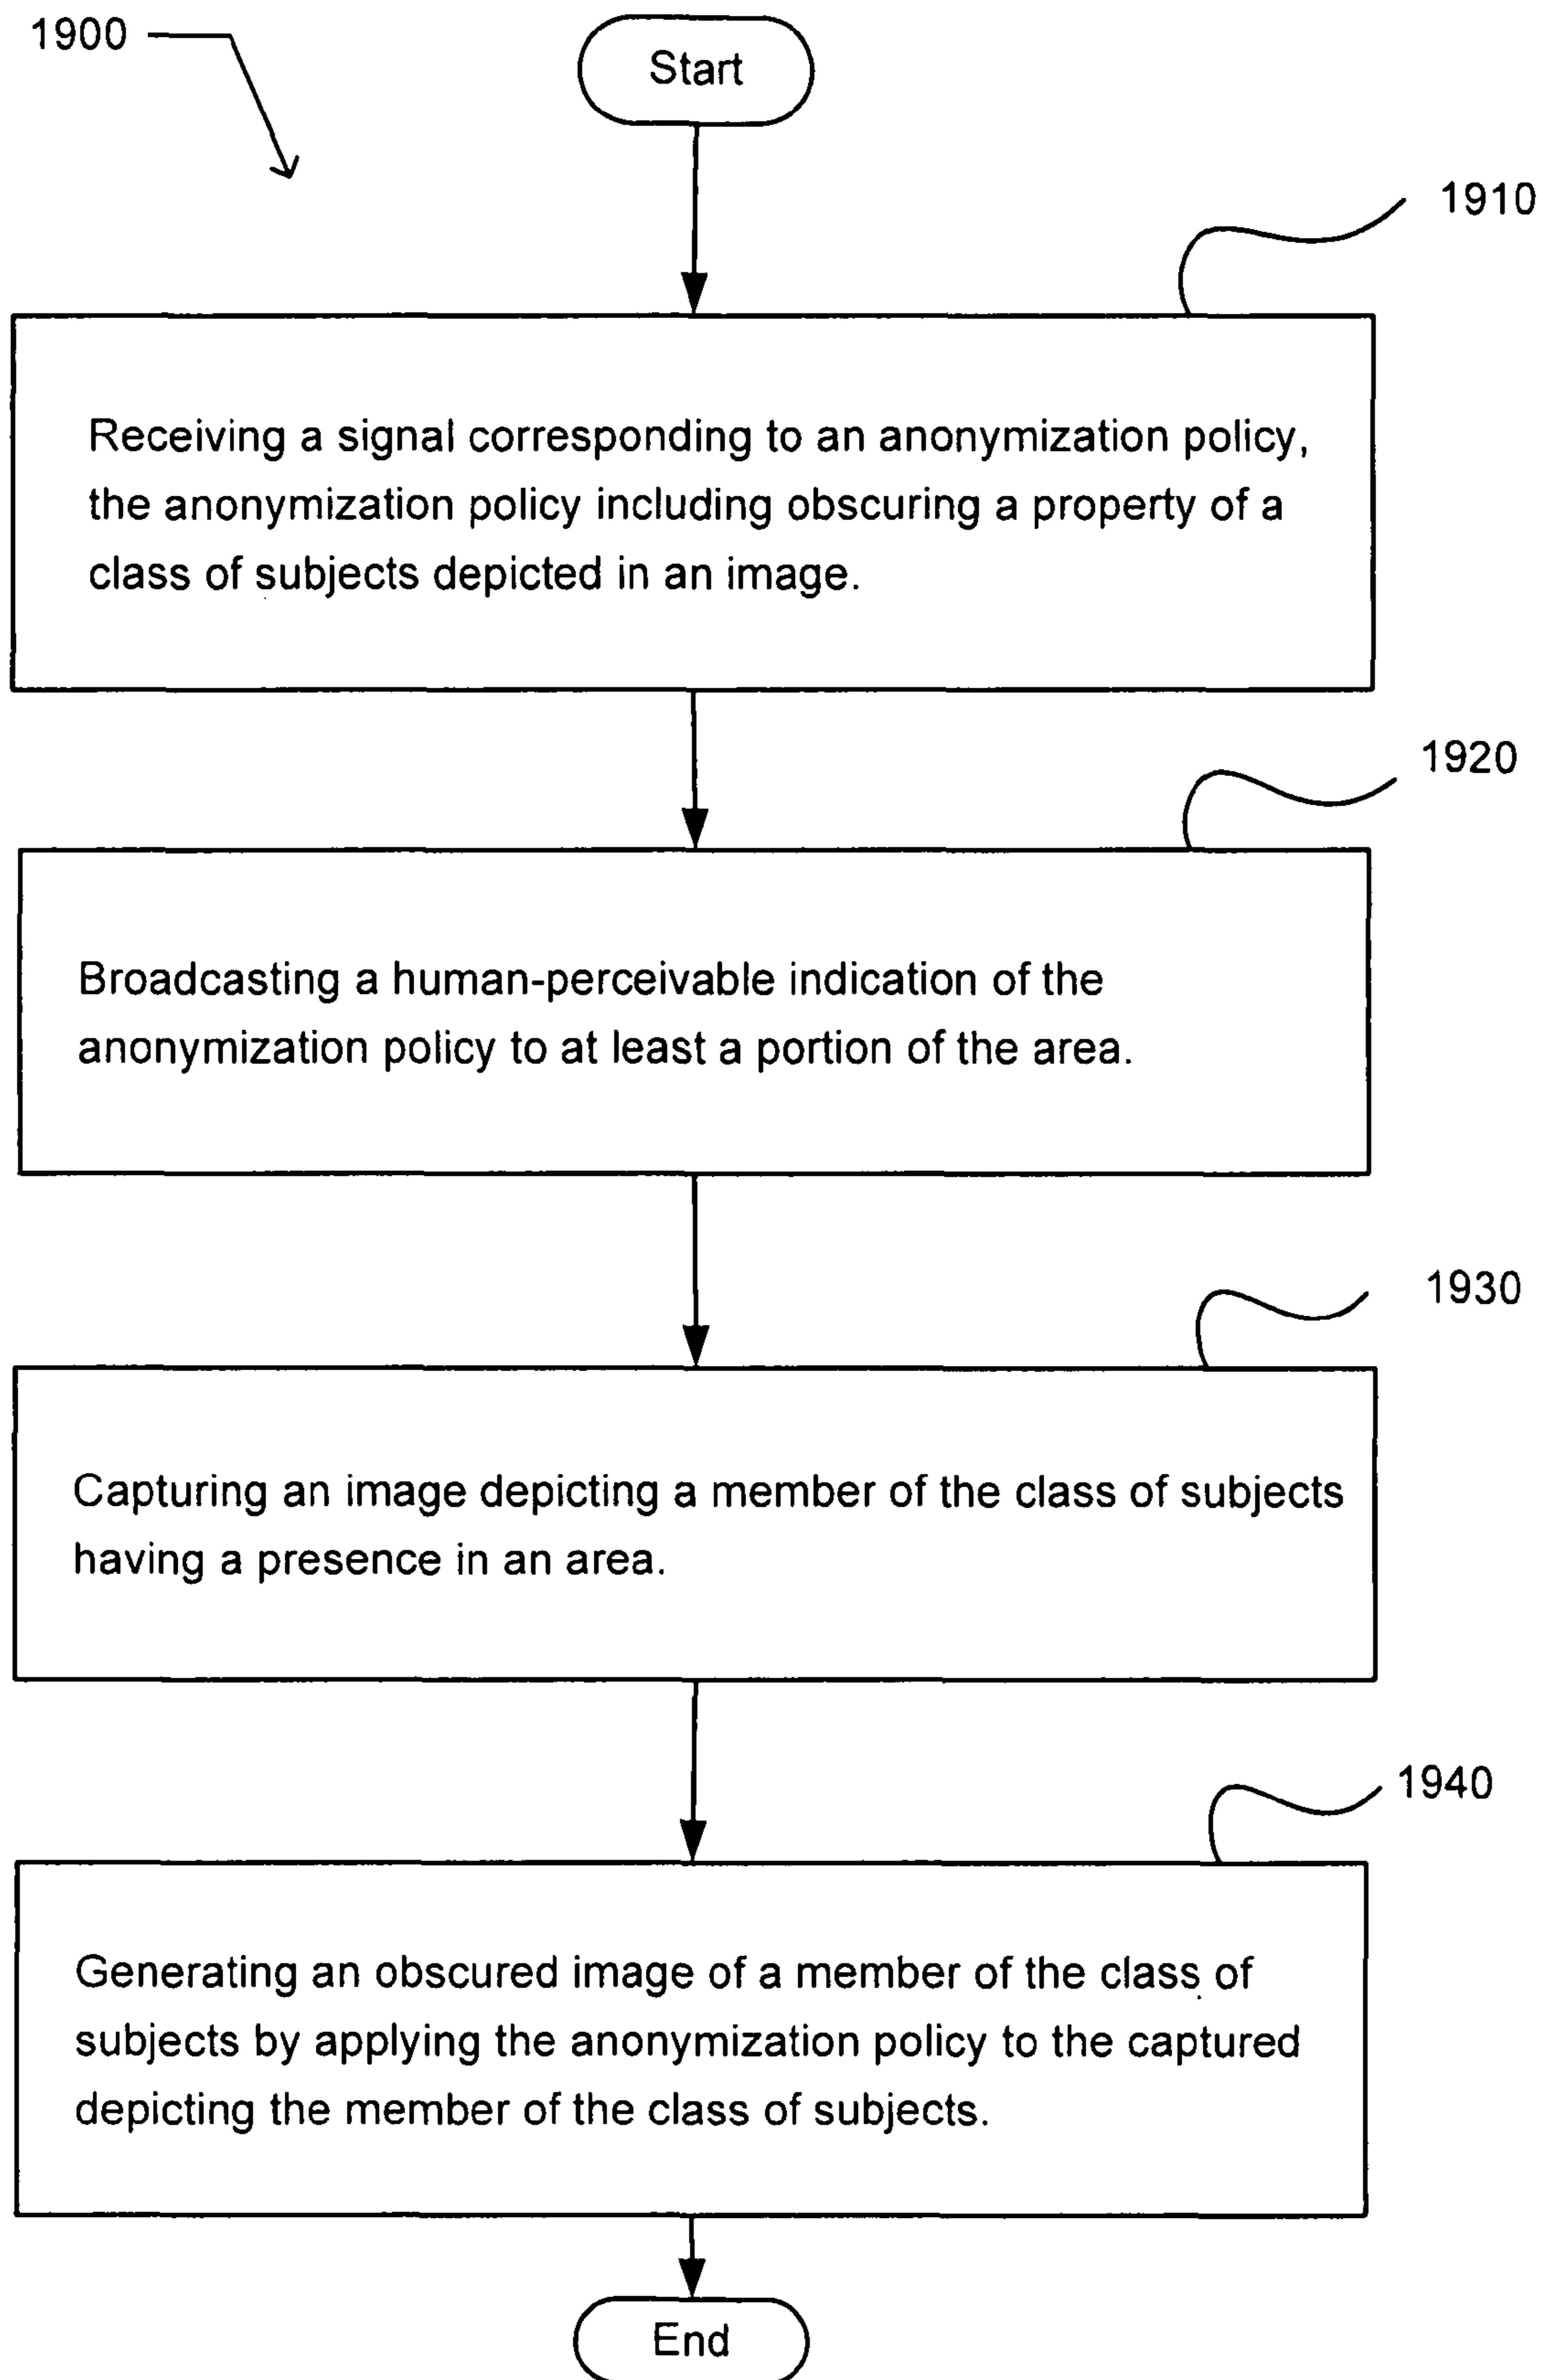 1900
Start
1910
Receiving a signal corresponding to an anonymization policy,
the anonymization policy including obscuring a property of a
class of subjects depicted in an image.
1920
Broadcasting a human-perceivable indication of the
anonymization policy to at least a portion of the area.
1930
Capturing an image depicting a member of the class of subjects
having a presence in an area.
1940
Generating an obscured image of a member of the class of
subjects by applying the anonymization policy to the captured
depicting the member of the class of subjects.
End